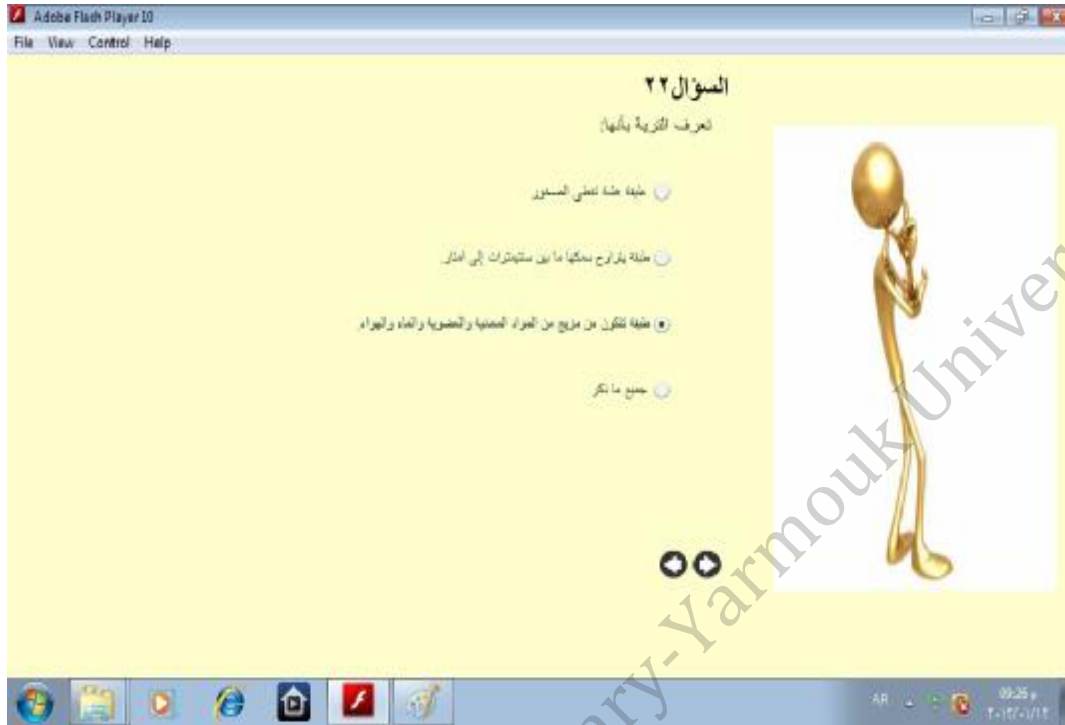 Adobe Flash Player 10
File View Control Help
السؤال٢٢
تعرف التربة بأنها:
طبقة هشة تغطي الصخور
طبقة يتراوح سمكها ما بين سنتيمترات إلى أمتار
طبقة تتكون من مزيج من المواد المعدنية والعضوية والماء والهواء
جميع ما ذكر
AR
09:26 م